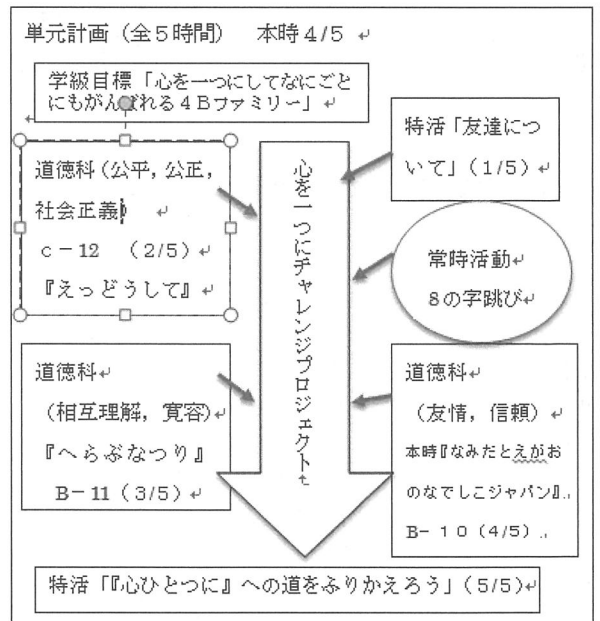 単元計画（全５時間）　本時４/５
学級目標「心を一つにしてなにごと
にもがんばれる４Ｂファミリー」
特活「友達につ
いて」（1/5）
道徳科（公平，公正，
社会正義）
ｃ－12　（2/5）
『えっどうして』
心を一つにチャレンジプロジェクト
常時活動
８の字跳び
道徳科
（相互理解，寛容）
『へらぶなつり』
B－11（3/5）
道徳科
（友情，信頼）
本時『なみだとえがお
のなでしこジャパン』
B－１０（4/5）
特活「『心ひとつに』への道をふりかえろう」（5/5）